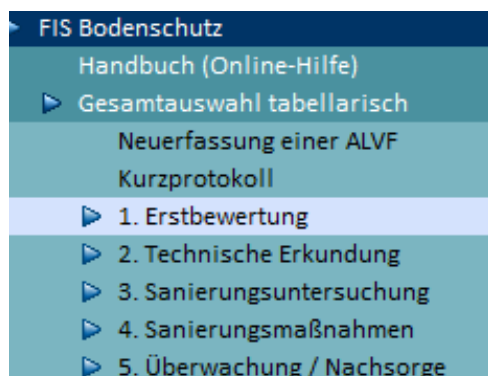 FIS Bodenschutz
Handbuch (Online-Hilfe)
Gesamtauswahl tabellarisch
Neuerfassung einer ALVF
Kurzprotokoll
1. Erstbewertung
2. Technische Erkundung
3. Sanierungsuntersuchung
4. Sanierungsmaßnahmen
5. Überwachung / Nachsorge